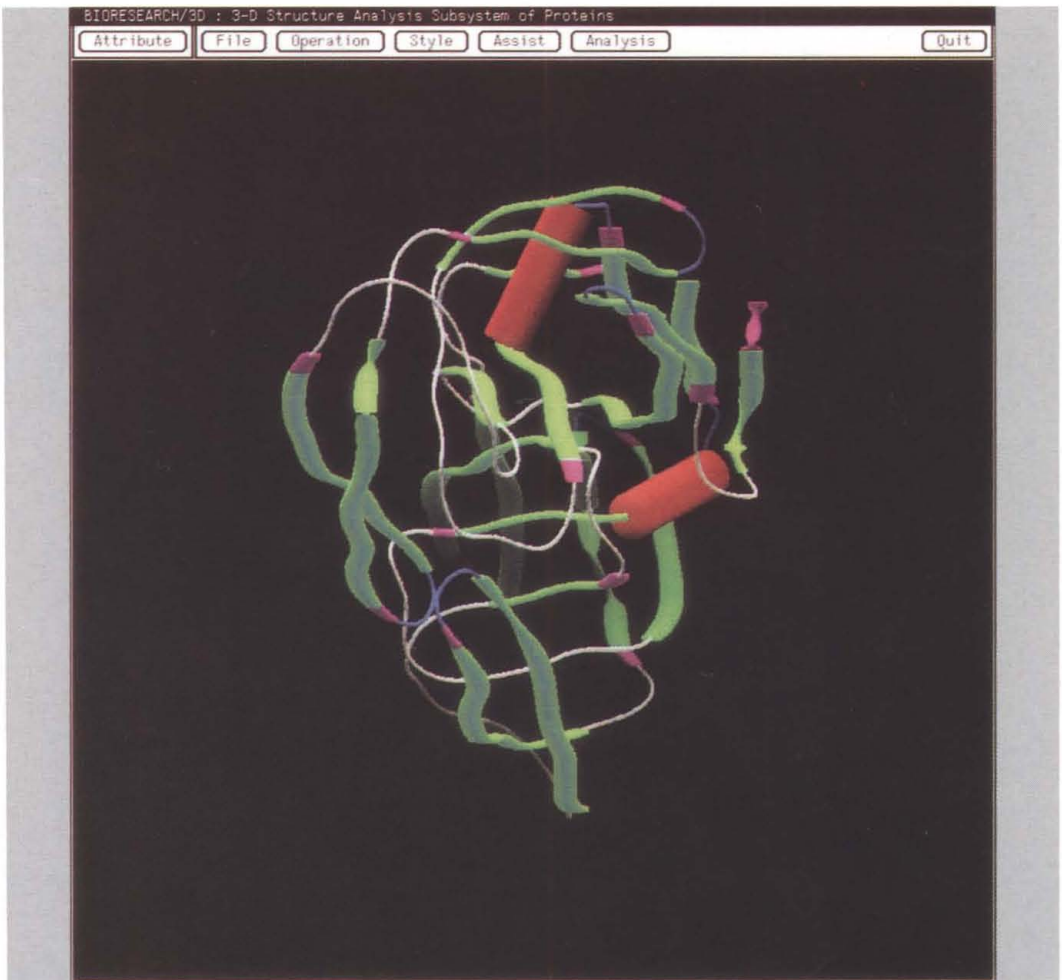 BIORESEARCH/3D : 3-D Structure Analysis Subsystem of Proteins
Attribute File Operation Style Assist Analysis Quit